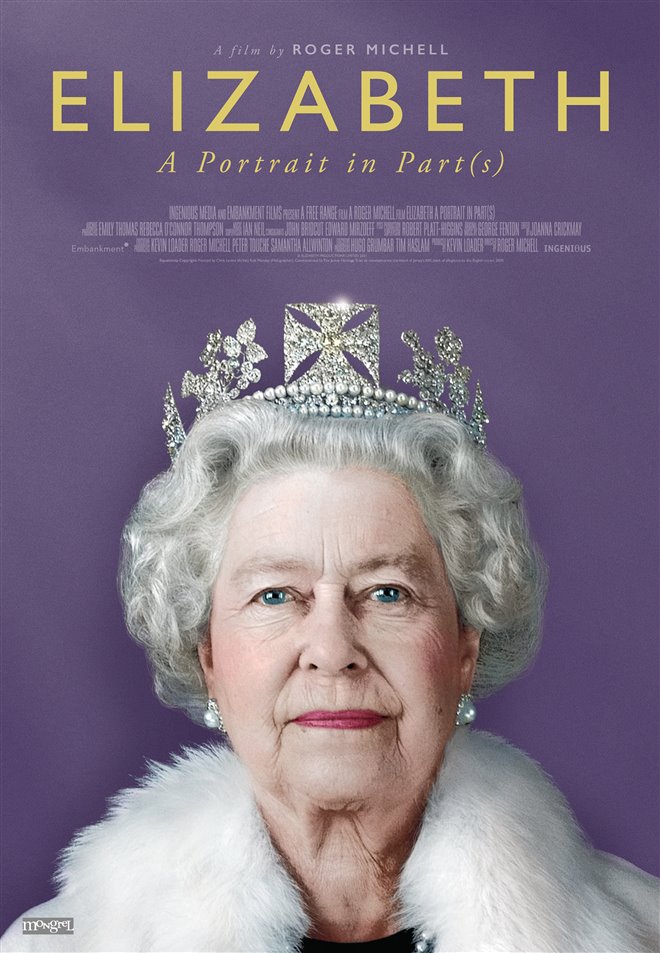 A film by ROGER MICHELL
ELIZABETH
A Portrait in Part(s)
INGENIOUS MEDIA AND EMBANKMENT FILMS PRESENT A FREE RANGE FILM A ROGER MICHELL FILM ELIZABETH A PORTRAIT IN PART(S)
EMILY THOMAS REBECCA O'CONNOR THOMPSON IAN NEIL JOHN BRIDCUT EDWARD MIRZOEFF ROBERT PLATT-HIGGINS GEORGE FENTON JOANNA CRICKMAY
Embankment KEVIN LOADER ROGER MICHELL PETER TOUCHE SAMANTHA ALLWINTON HUGO GRUMBAR TIM HASLAM KEVIN LOADER ROGER MICHELL INGENIOUS
mongrel